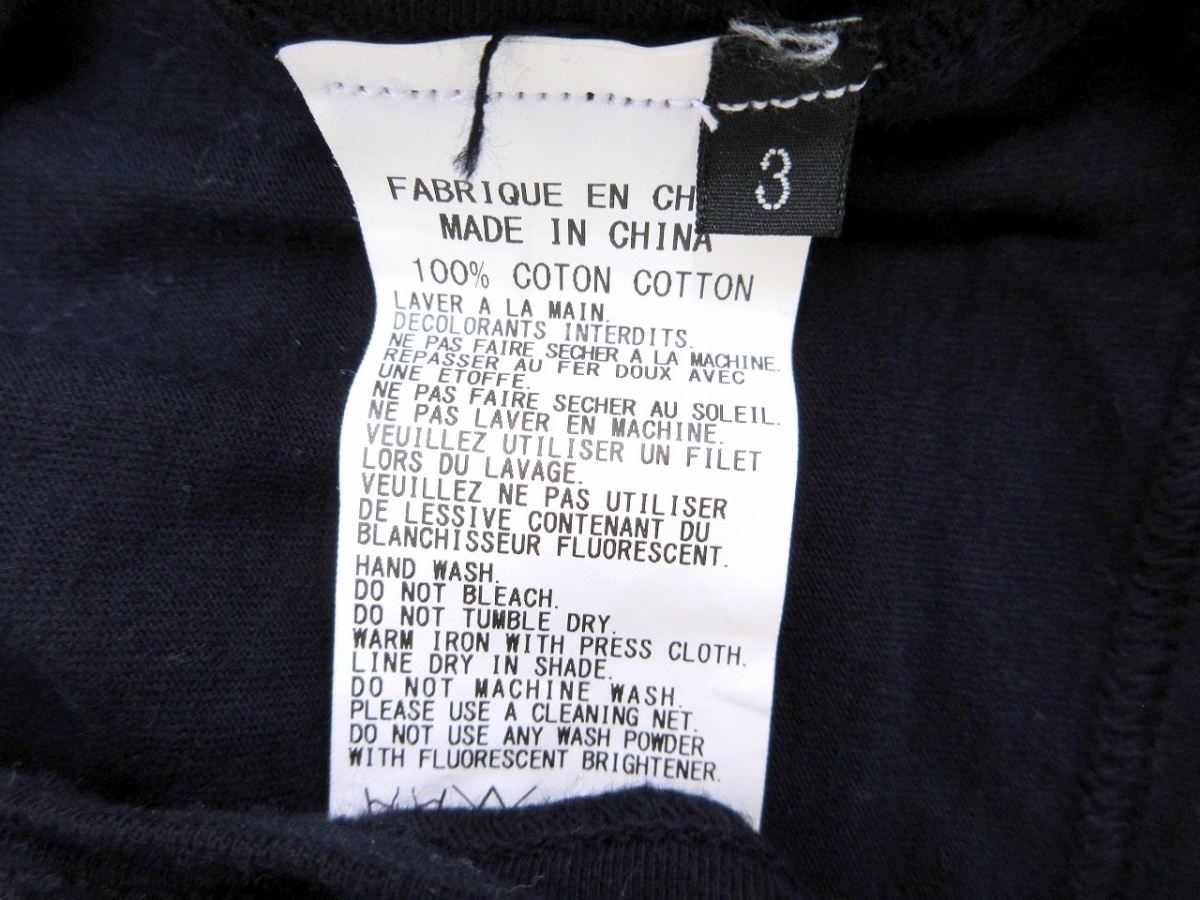 3
FABRIQUE EN CH
MADE IN CHINA
100% COTON COTTON
LAVER A LA MAIN.
DECOLORANTS INTERDITS.
NE PAS FAIRE SECHER A LA MACHINE.
REPASSER AU FER DOUX AVEC
UNE ETOFFE.
NE PAS FAIRE SECHER AU SOLEIL.
NE PAS LAVER EN MACHINE.
VEUILLEZ UTILISER UN FILET
LORS DU LAVAGE.
VEUILLEZ NE PAS UTILISER
DE LESSIVE CONTENANT DU
BLANCHISSEUR FLUORESCENT.
HAND WASH.
DO NOT BLEACH.
DO NOT TUMBLE DRY.
WARM IRON WITH PRESS CLOTH.
LINE DRY IN SHADE.
DO NOT MACHINE WASH.
PLEASE USE A CLEANING NET.
DO NOT USE ANY WASH POWDER
WITH FLUORESCENT BRIGHTENER.